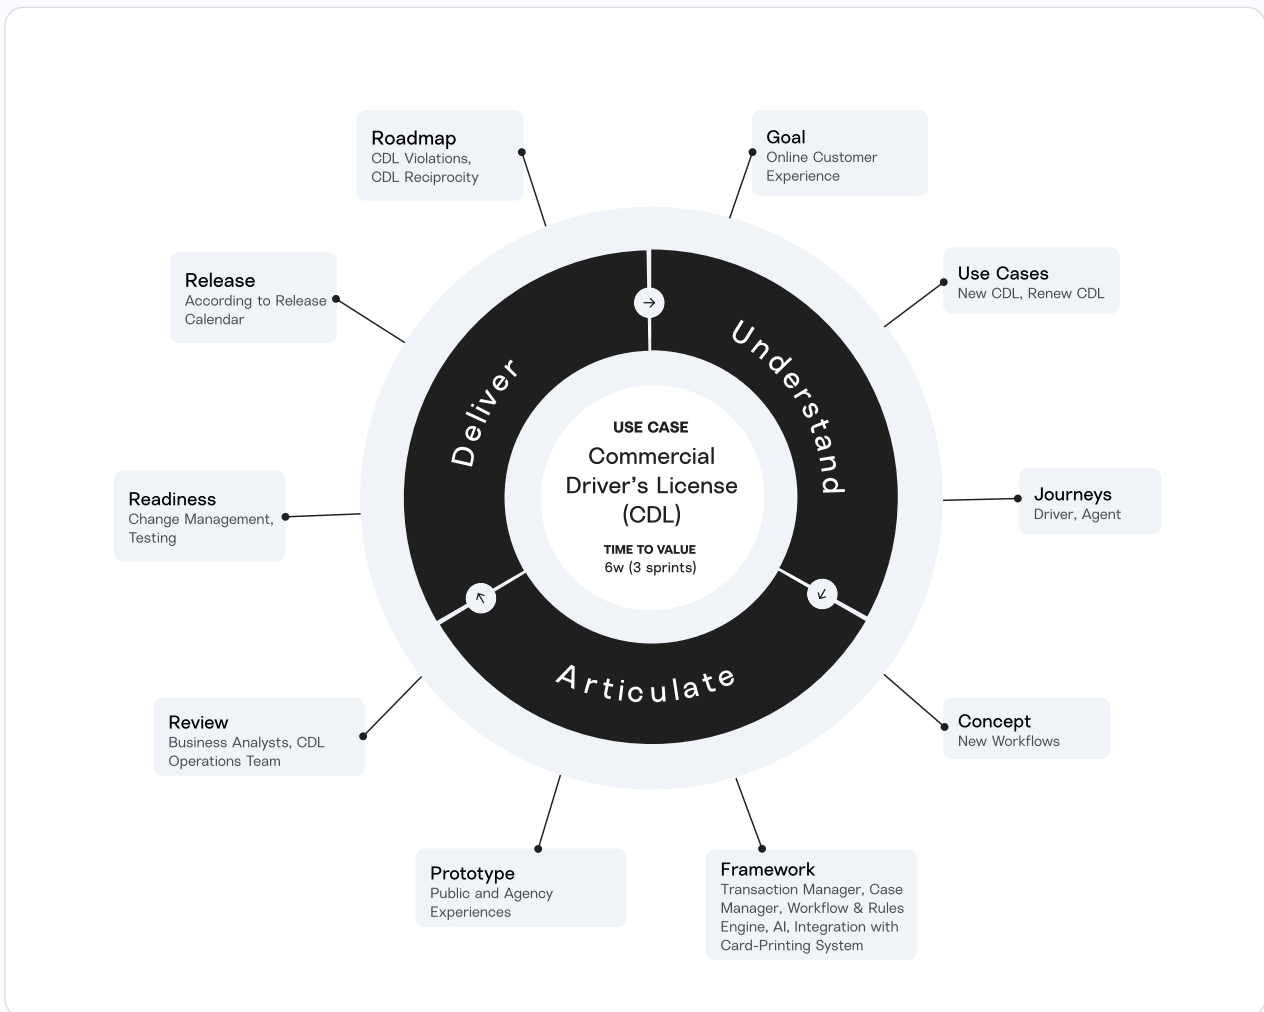 Roadmap
CDL Violations,
CDL Reciprocity
Goal
Online Customer
Experience
Release
According to Release
Calendar
Use Cases
New CDL, Renew CDL
Deliver
Understand
USE CASE
Commercial
Driver’s License
(CDL)
TIME TO VALUE
6w (3 sprints)
Readiness
Change Management,
Testing
Journeys
Driver, Agent
Articulate
Review
Business Analysts, CDL
Operations Team
Concept
New Workflows
Prototype
Public and Agency
Experiences
Framework
Transaction Manager, Case
Manager, Workflow & Rules
Engine, AI, Integration with
Card-Printing System